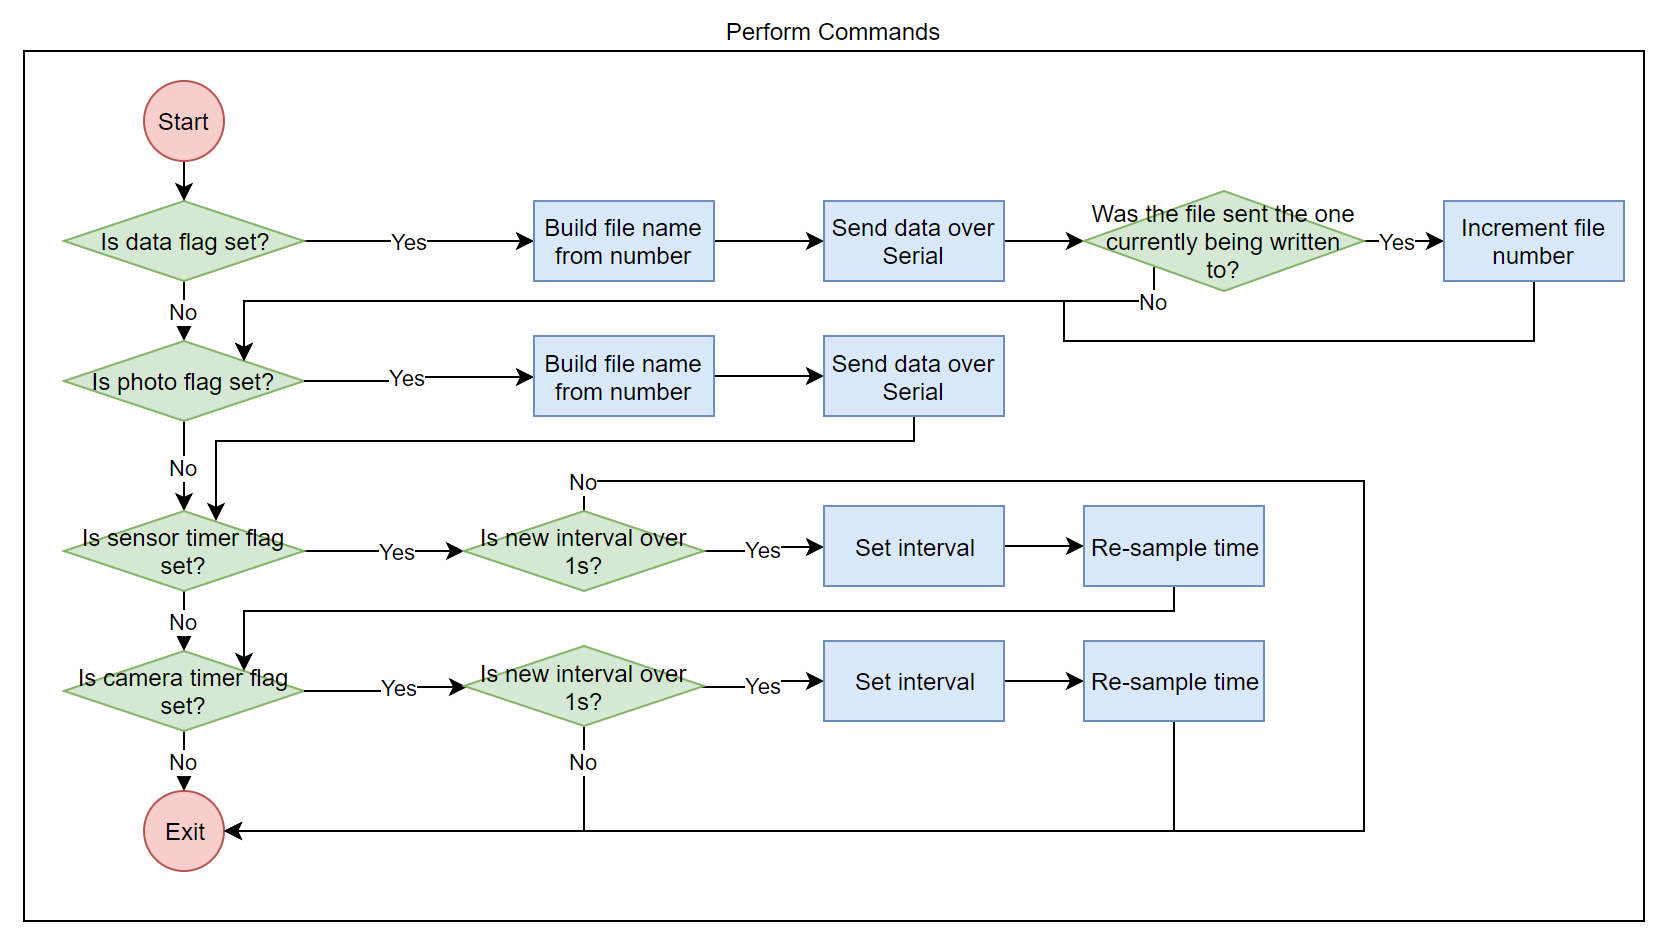 Perform Commands
Start
Is data flag set?
Yes
Build file name
from number
Send data over
Serial
Was the file sent the one
currently being written
to?
Yes
Increment file
number
No
No
Is photo flag set?
Yes
Build file name
from number
Send data over
Serial
No
Is sensor timer flag
set?
Yes
Is new interval over
1s?
No
Yes
Set interval
Re-sample time
No
Is camera timer flag
set?
Yes
Is new interval over
1s?
Yes
Set interval
Re-sample time
No
No
Exit